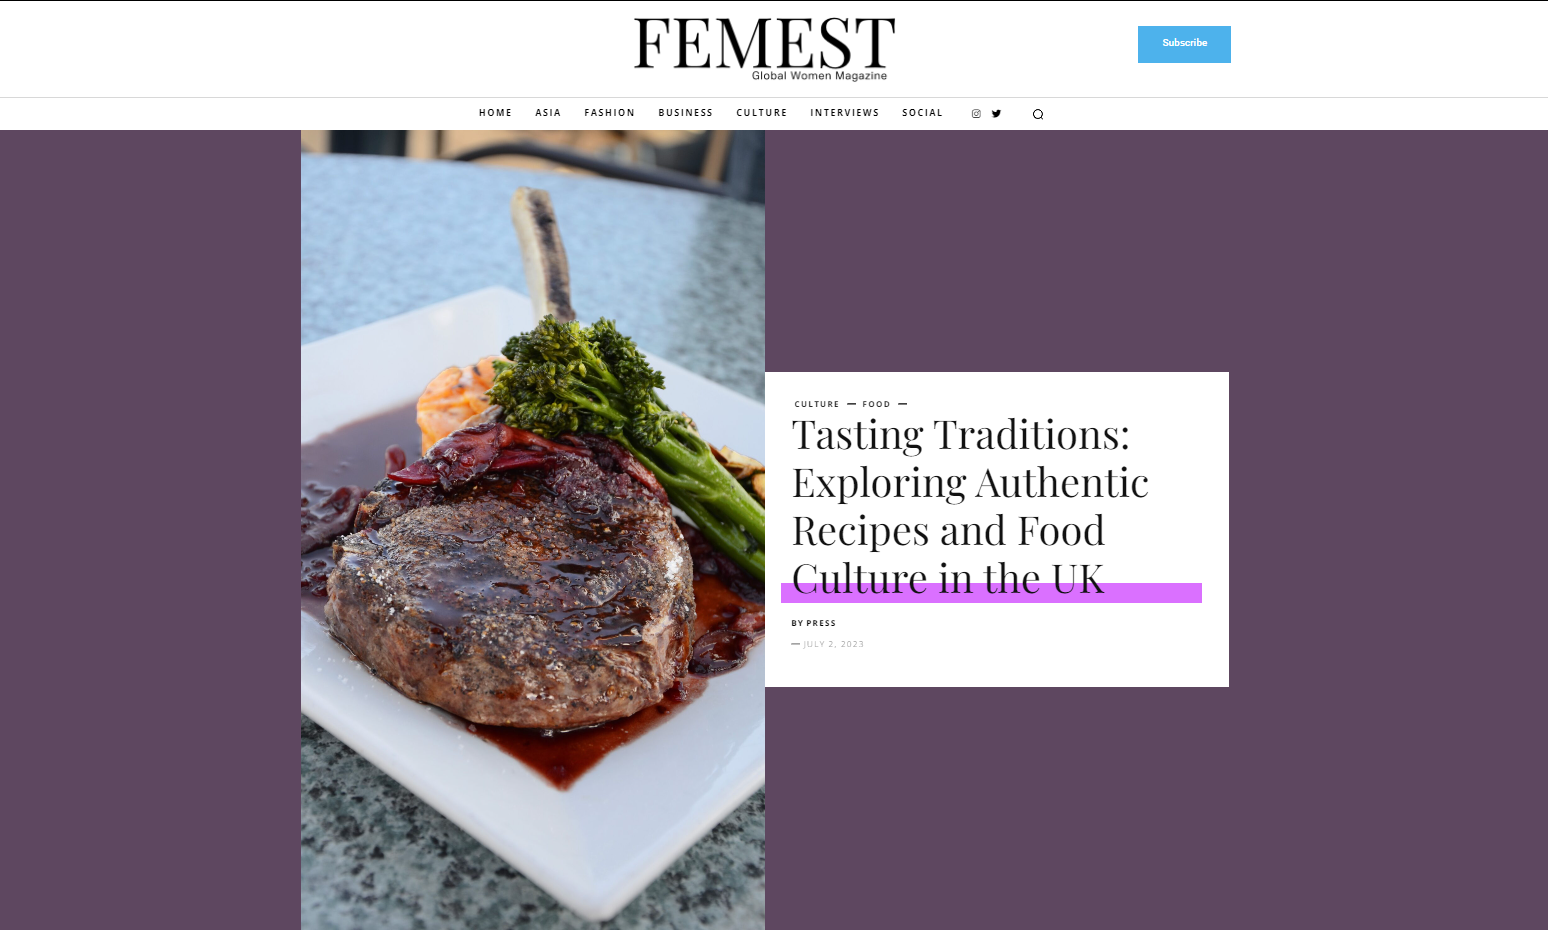 FEMEST
Global Women Magazine
Subscribe
HOME ASIA FASHION BUSINESS CULTURE INTERVIEWS SOCIAL
CULTURE — FOOD —
Tasting Traditions:
Exploring Authentic
Recipes and Food
Culture in the UK
BY PRESS
— JULY 2, 2023